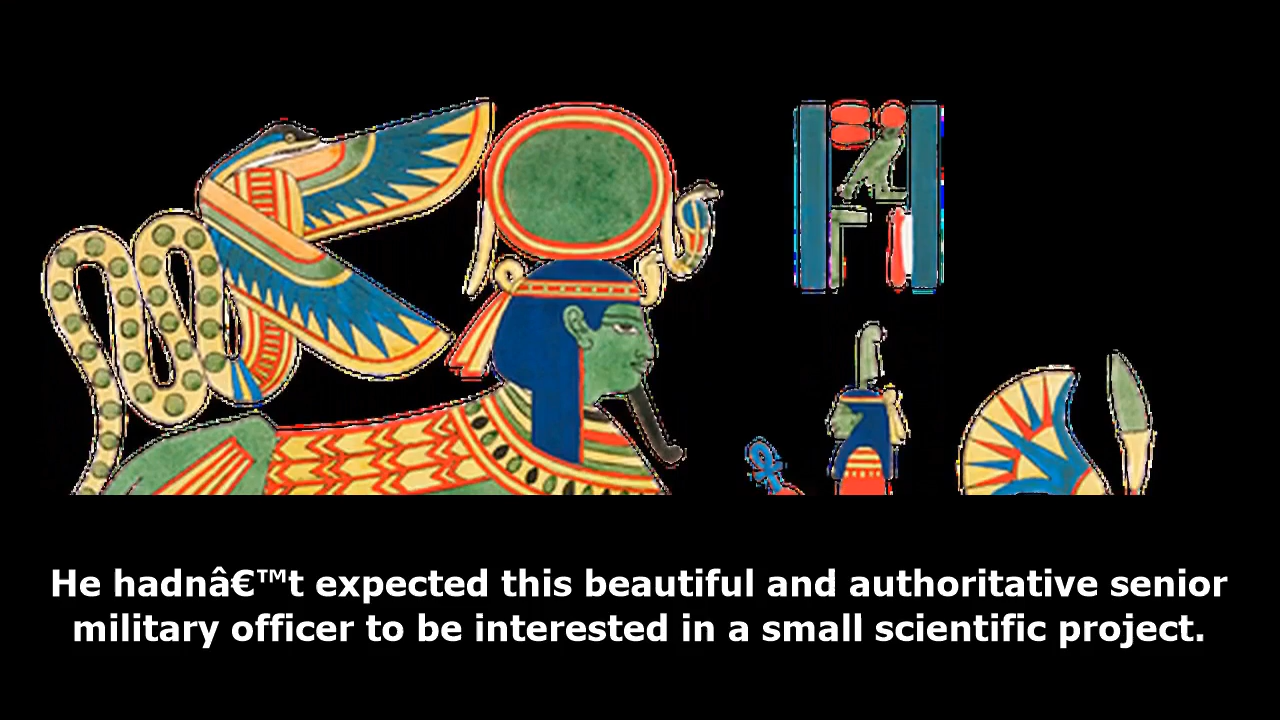 He hadnâ€™t expected this beautiful and authoritative senior
military officer to be interested in a small scientific project.